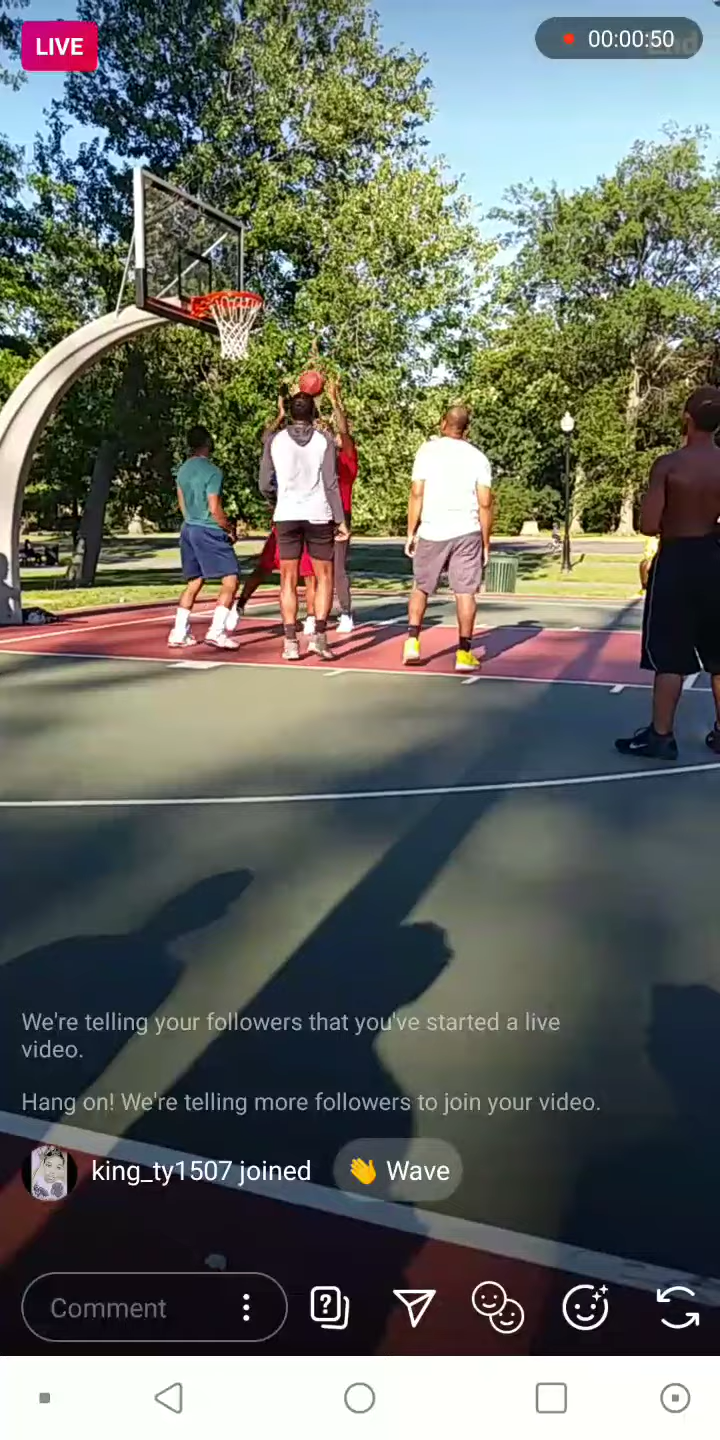 LIVE
00:00:50
We're telling your followers that you've started a live
video.
Hang on! We're telling more followers to join your video.
king_ty1507 joined 👋 Wave
Comment